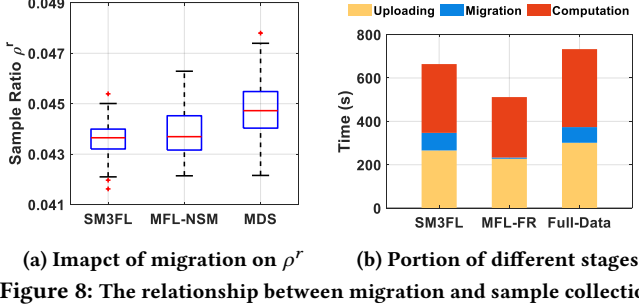 0.049
0.047
0.045
0.043
0.041
Sample Ratio ρʳ
SM3FL MFL-NSM MDS
(a) Imapct of migration on ρʳ
Uploading Migration Computation
800
600
400
200
0
Time (s)
SM3FL MFL-FR Full-Data
(b) Portion of different stages
Figure 8: The relationship between migration and sample collectio